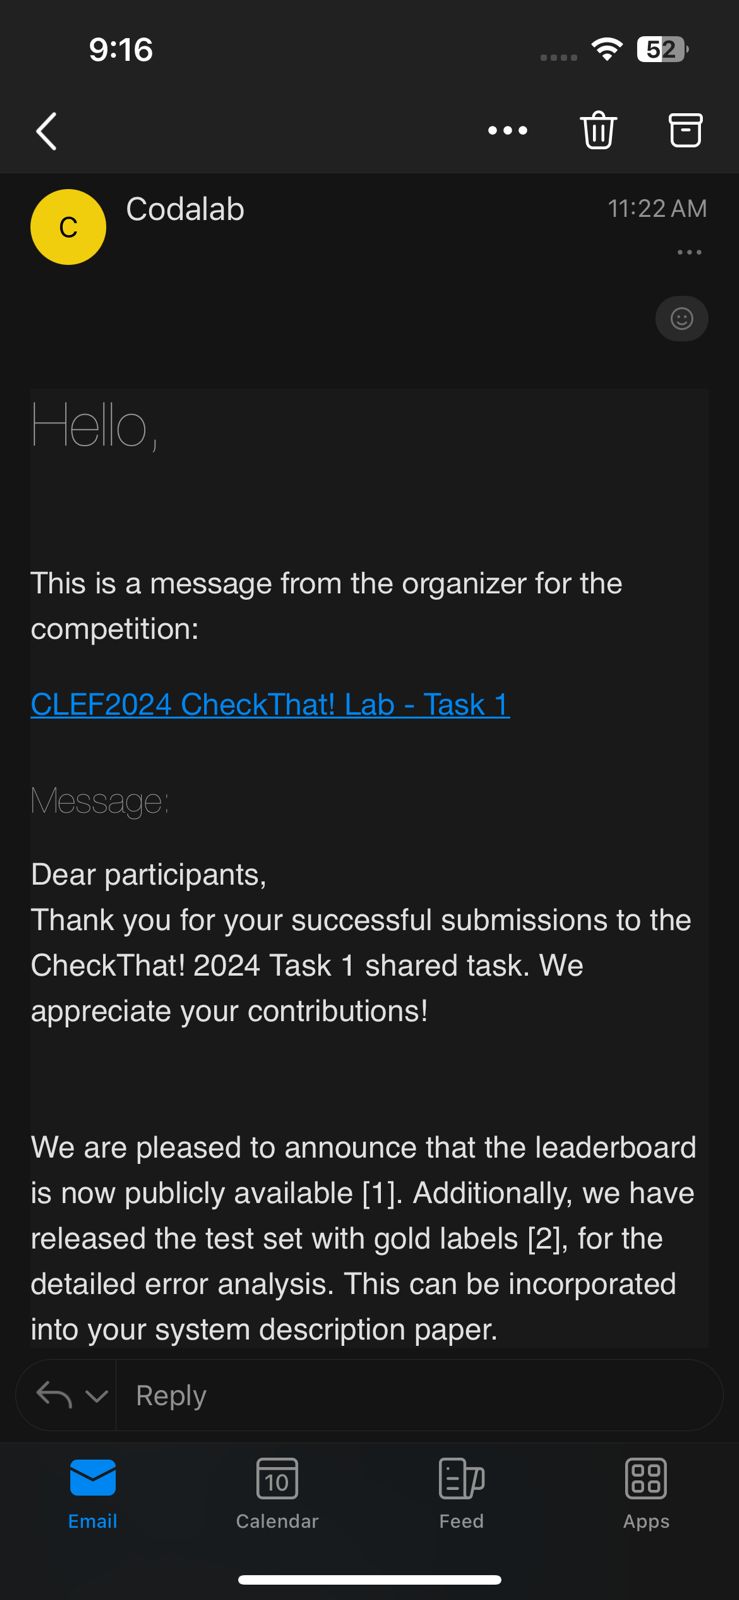 9:16
52
C
Codalab
11:22 AM
Hello,
This is a message from the organizer for the
competition:
CLEF2024 CheckThat! Lab - Task 1
Message:
Dear participants,
Thank you for your successful submissions to the
CheckThat! 2024 Task 1 shared task. We
appreciate your contributions!
We are pleased to announce that the leaderboard
is now publicly available [1]. Additionally, we have
released the test set with gold labels [2], for the
detailed error analysis. This can be incorporated
into your system description paper.
Reply
10
Email
Calendar
Feed
Apps